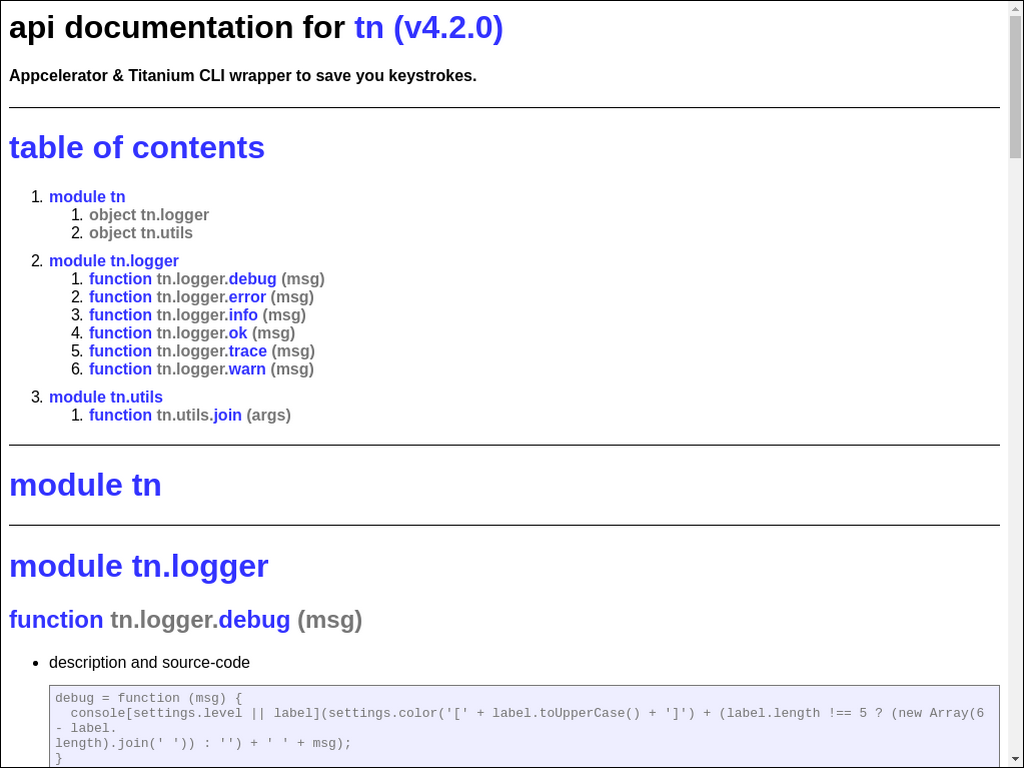 api documentation for tn (v4.2.0)
Appcelerator & Titanium CLI wrapper to save you keystrokes.
table of contents
1. module tn
1. object tn.logger
2. object tn.utils
2. module tn.logger
1. function tn.logger.debug (msg)
2. function tn.logger.error (msg)
3. function tn.logger.info (msg)
4. function tn.logger.ok (msg)
5. function tn.logger.trace (msg)
6. function tn.logger.warn (msg)
3. module tn.utils
1. function tn.utils.join (args)
module tn
module tn.logger
function tn.logger.debug (msg)
• description and source-code
debug = function (msg) {
  console[settings.level || label](settings.color('[' + label.toUpperCase() + ']') + (label.length !== 5 ? (new Array(6
- label.
length).join(' ')) : '') + ' ' + msg);
}